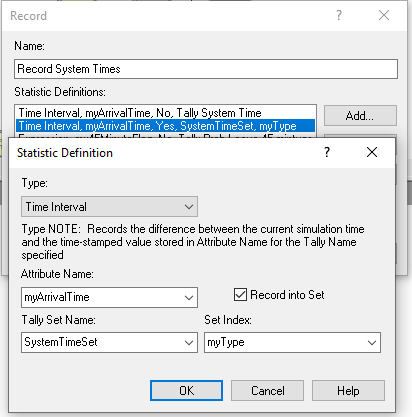 Record
Name:
Record System Times
Statistic Definitions:
Time Interval, myArrivalTime, No, Tally System Time
Time Interval, myArrivalTime, Yes, SystemTimeSet, myType
Add...
Statistic Definition
Type:
Time Interval
Type NOTE: Records the difference between the current simulation time
and the time-stamped value stored in Attribute Name for the Tally Name
specified
Attribute Name:
myArrivalTime
Record into Set
Tally Set Name:
Set Index:
SystemTimeSet
myType
OK
Cancel
Help